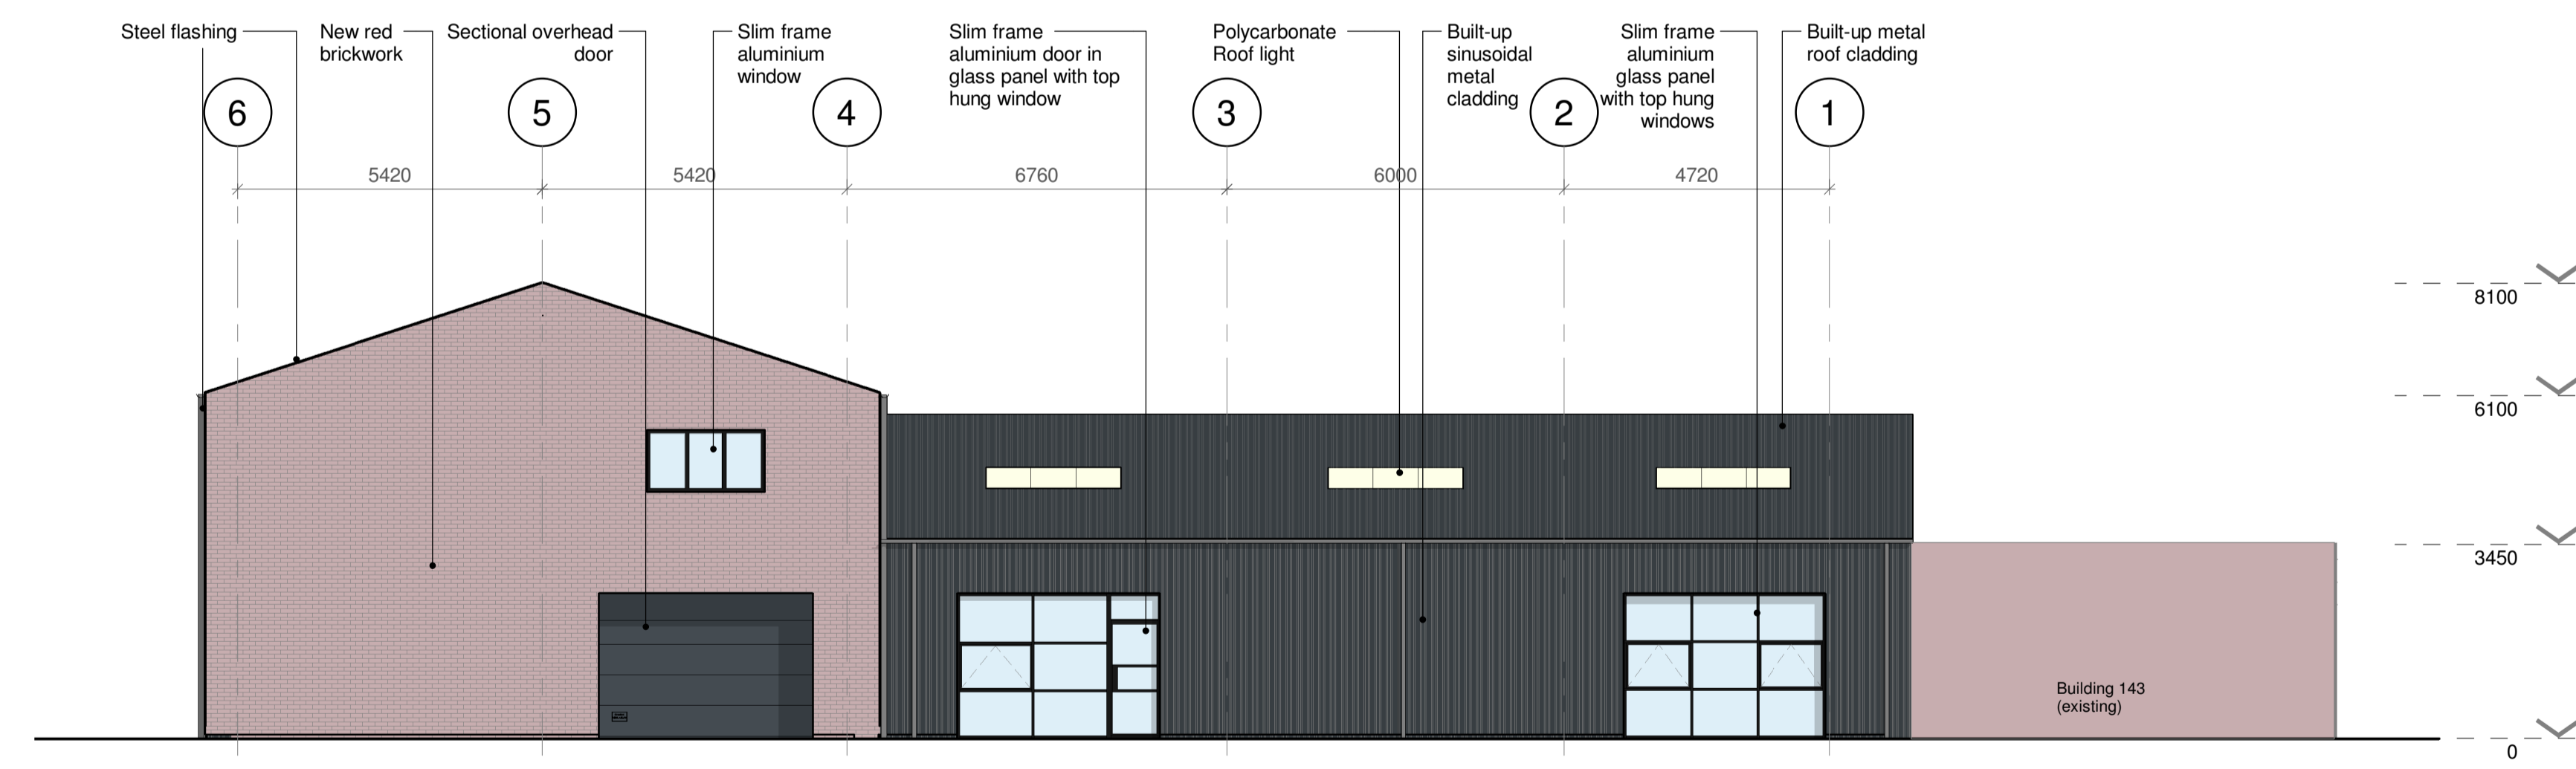 Steel flashing
New red
brickwork
Sectional overhead
door
Slim frame
aluminium
window
Slim frame
aluminium door in
glass panel with top
hung window
Polycarbonate
Roof light
Built-up
sinusoidal
metal
cladding
Slim frame
aluminium
glass panel
with top hung
windows
Built-up metal
roof cladding
6
5
4
3
2
1
5420
5420
6760
6000
4720
8100
6100
3450
0
Building 143
(existing)